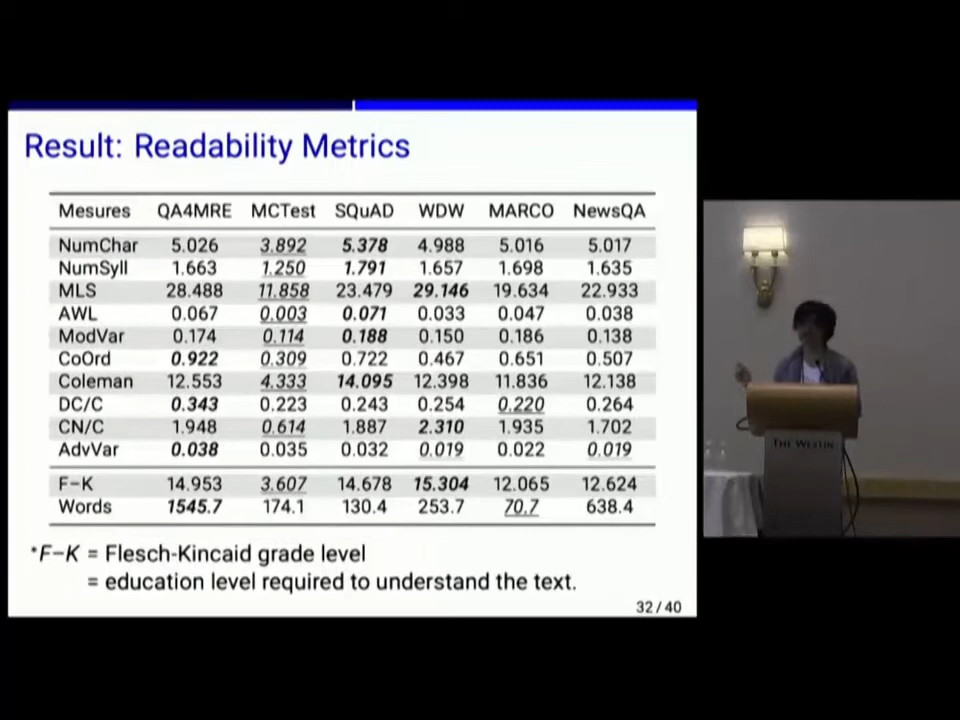 Result: Readability Metrics
Mesures QA4MRE MCTest SQuAD WDW MARCO NewsQA
NumChar 5.026 3.892 5.378 4.988 5.016 5.017
NumSyll 1.663 1.250 1.791 1.657 1.698 1.635
MLS 28.488 11.858 23.479 29.146 19.634 22.933
AWL 0.067 0.003 0.071 0.033 0.047 0.038
ModVar 0.174 0.114 0.188 0.150 0.186 0.138
CoOrd 0.922 0.309 0.722 0.467 0.651 0.507
Coleman 12.553 4.333 14.095 12.398 11.836 12.138
DC/C 0.343 0.223 0.243 0.254 0.220 0.264
CN/C 1.948 0.614 1.887 2.310 1.935 1.702
AdvVar 0.038 0.035 0.032 0.019 0.022 0.019
F–K 14.953 3.607 14.678 15.304 12.065 12.624
Words 1545.7 174.1 130.4 253.7 70.7 638.4
*F–K = Flesch-Kincaid grade level
= education level required to understand the text.
32 / 40
THE WESTIN